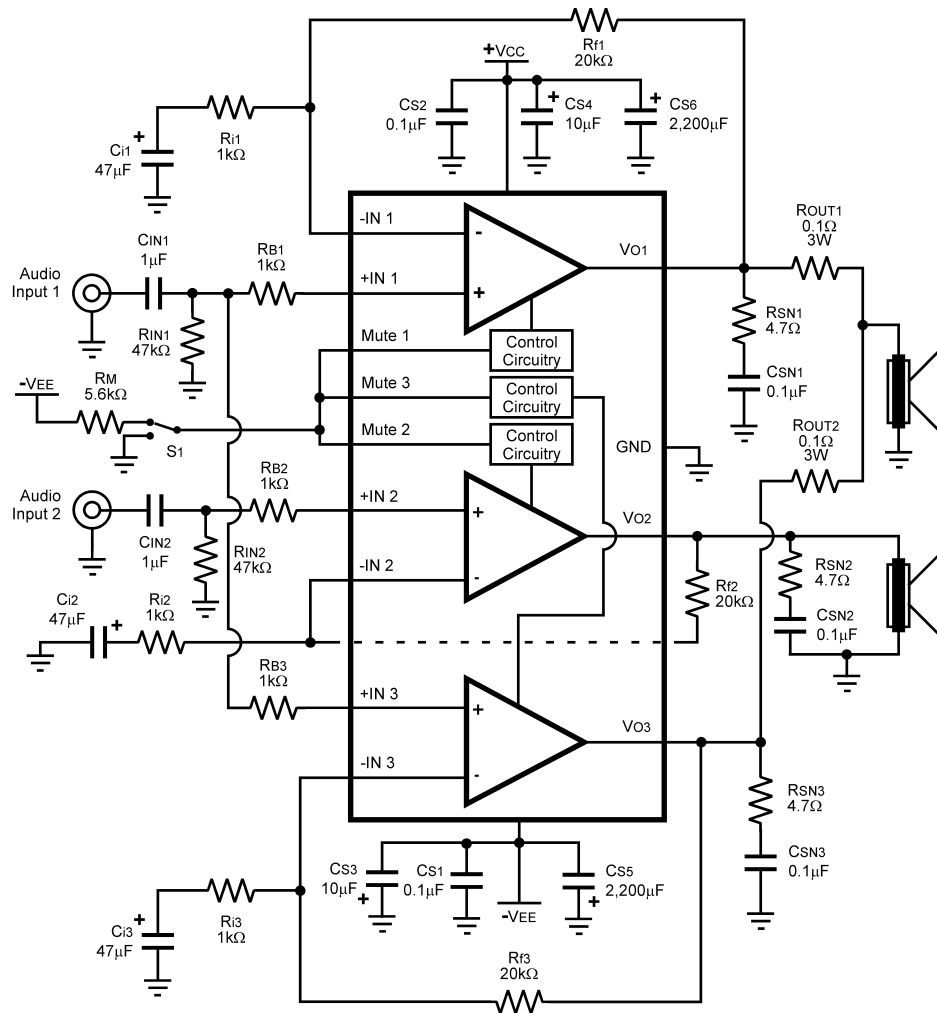 Rf1
20kΩ
+VCC
CS2
0.1µF
+
CS4
10µF
+
CS6
2,200µF
+
Ci1
47µF
Ri1
1kΩ
-IN 1
-
VO1
ROUT1
0.1Ω
3W
Audio
Input 1
CIN1
1µF
RB1
1kΩ
+IN 1
+
RIN1
47kΩ
RSN1
4.7Ω
CSN1
0.1µF
Mute 1
Control
Circuitry
-VEE
RM
5.6kΩ
S1
Mute 3
Control
Circuitry
Mute 2
Control
Circuitry
GND
ROUT2
0.1Ω
3W
Audio
Input 2
CIN2
1µF
RB2
1kΩ
+IN 2
+
VO2
RIN2
47kΩ
-IN 2
-
Rf2
20kΩ
RSN2
4.7Ω
CSN2
0.1µF
Ci2
47µF
+
Ri2
1kΩ
RB3
1kΩ
+IN 3
+
VO3
-IN 3
-
RSN3
4.7Ω
CSN3
0.1µF
CS3
10µF
+
CS1
0.1µF
-VEE
CS5
2,200µF
+
+
Ci3
47µF
Ri3
1kΩ
Rf3
20kΩ